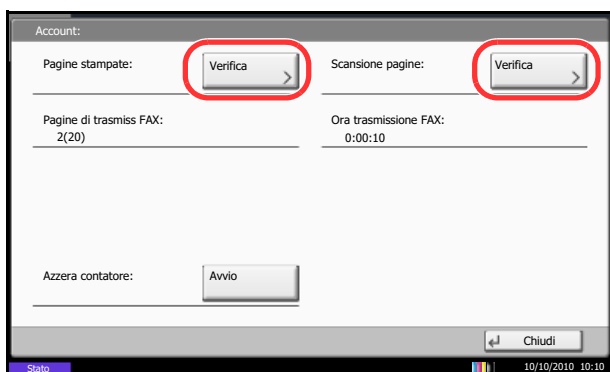 Account:
Pagine stampate:
Verifica
Scansione pagine:
Verifica
Pagine di trasmiss FAX:
2(20)
Ora trasmissione FAX:
0:00:10
Azzera contatore:
Avvio
Chiudi
Stato
10/10/2010 10:10